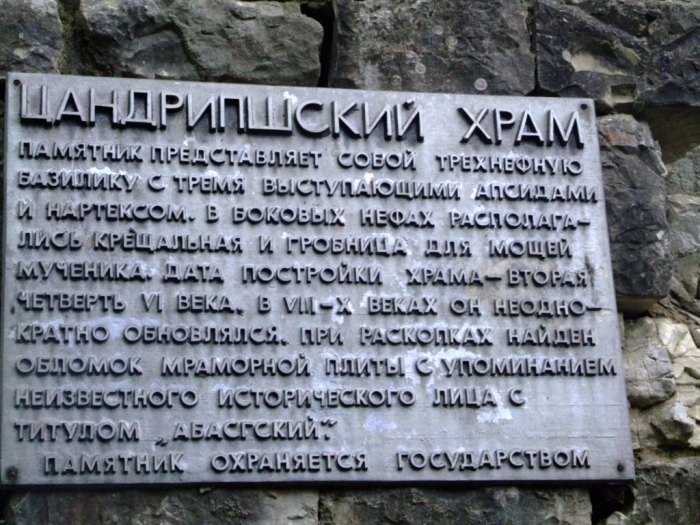 ЦАНДРИПШСКИЙ ХРАМ
ПАМЯТНИК ПРЕДСТАВЛЯЕТ СОБОЙ ТРЕХНЕФНУЮ
БАЗИЛИКУ С ТРЕМЯ ВЫСТУПАЮЩИМИ АПСИДАМИ
И НАРТЕКСОМ. В БОКОВЫХ НЕФАХ РАСПОЛАГА-
ЛИСЬ КРЕЩАЛЬНАЯ И ГРОБНИЦА ДЛЯ МОЩЕЙ
МУЧЕНИКА. ДАТА ПОСТРОЙКИ ХРАМА – ВТОРАЯ
ЧЕТВЕРТЬ VI ВЕКА. В VIII–X ВЕКАХ ОН НЕОДНО-
КРАТНО ОБНОВЛЯЛСЯ. ПРИ РАСКОПКАХ НАЙДЕН
ОБЛОМОК МРАМОРНОЙ ПЛИТЫ С УПОМИНАНИЕМ
НЕИЗВЕСТНОГО ИСТОРИЧЕСКОГО ЛИЦА С
ТИТУЛОМ „АБАСГСКИЙ".
ПАМЯТНИК ОХРАНЯЕТСЯ ГОСУДАРСТВОМ